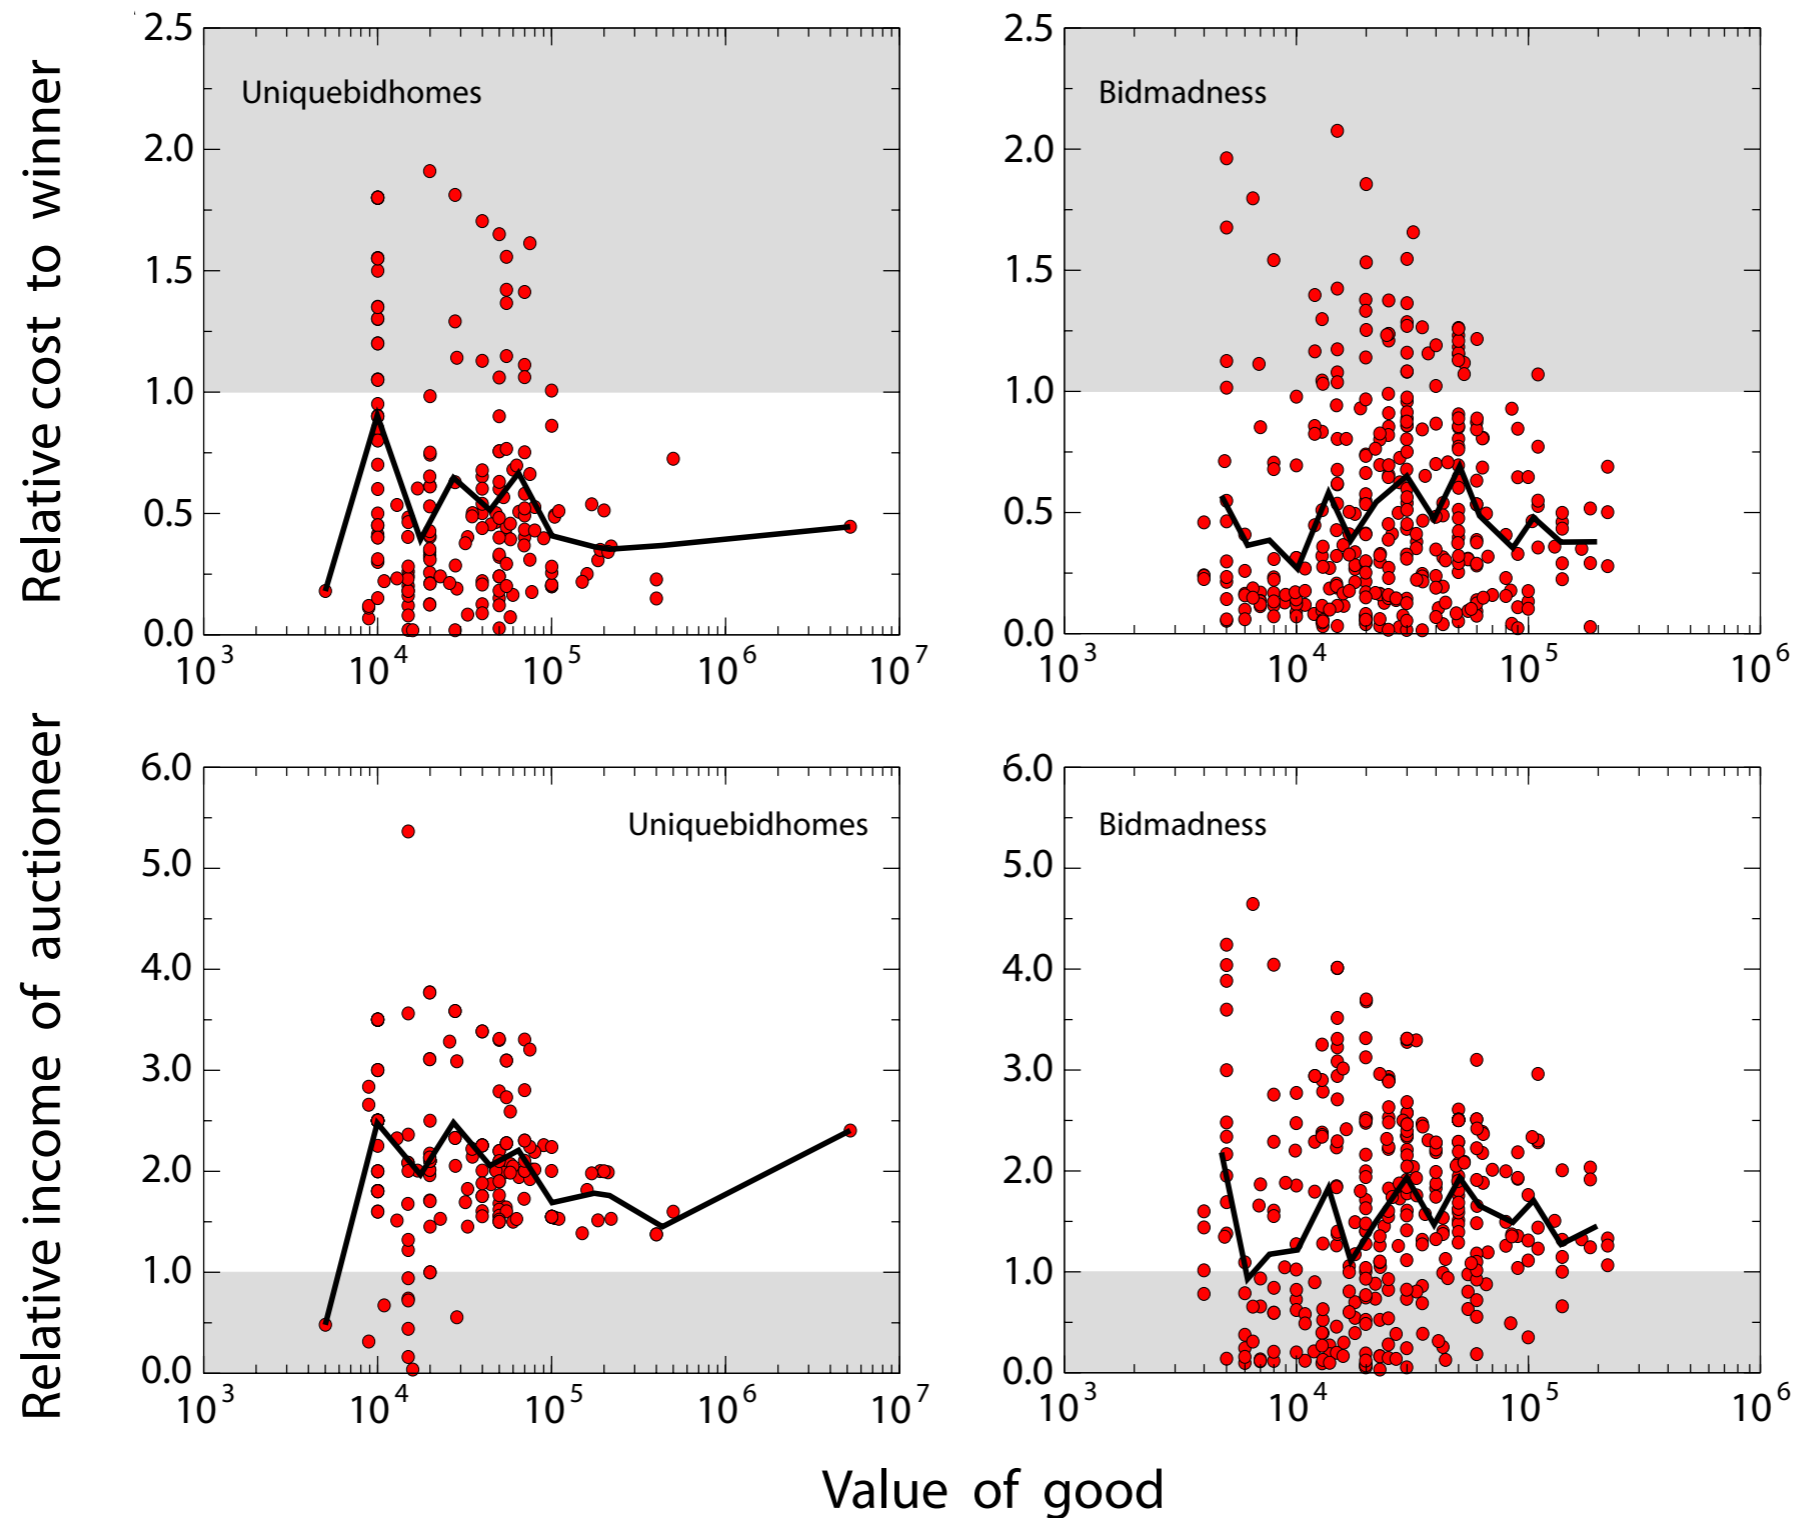 Relative cost to winner
2.5
2.0
1.5
1.0
0.5
0.0
Uniquebidhomes
10^3 10^4 10^5 10^6 10^7
2.5
2.0
1.5
1.0
0.5
0.0
Bidmadness
10^3 10^4 10^5 10^6
Relative income of auctioneer
6.0
5.0
4.0
3.0
2.0
1.0
0.0
Uniquebidhomes
10^3 10^4 10^5 10^6 10^7
6.0
5.0
4.0
3.0
2.0
1.0
0.0
Bidmadness
10^3 10^4 10^5 10^6
Value of good